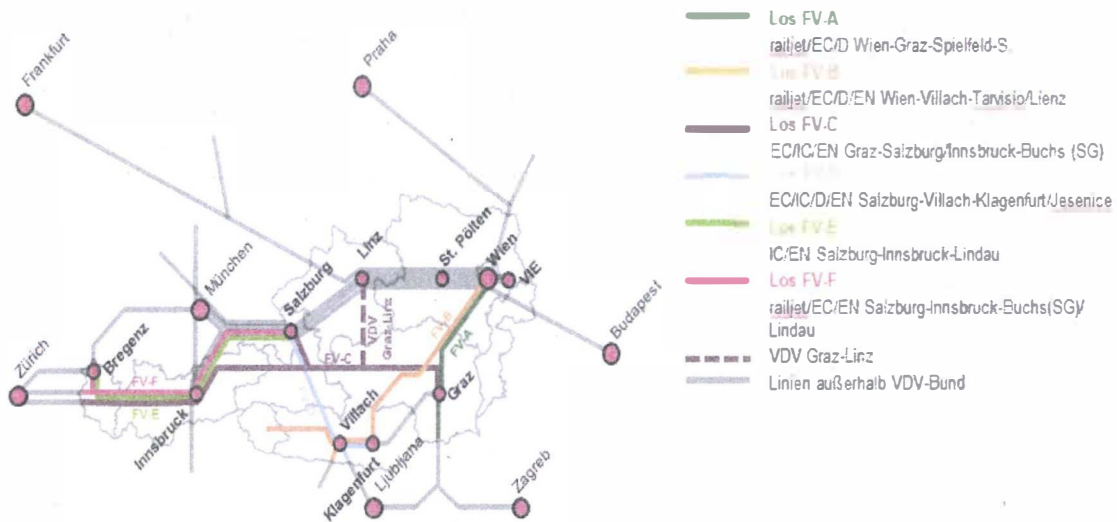 Frankfurt
Praha
München
Salzburg
Linz
St. Pölten
Wien
VIE
Budapest
Zürich
Bregenz
FV-F
FV-E
Innsbruck
FV-C
VDV
Graz-Linz
FV-B
FV-A
Graz
Villach
Klagenfurt
Ljubljana
Zagreb
Los FV-A
railjet/EC/D Wien-Graz-Spielfeld-S.
Los FV-B
railjet/EC/D/EN Wien-Villach-Tarvisio/Lienz
Los FV-C
EC/IC/EN Graz-Salzburg/Innsbruck-Buchs (SG)
EC/IC/D/EN Salzburg-Villach-Klagenfurt/Jesenice
Los FV-E
IC/EN Salzburg-Innsbruck-Lindau
Los FV-F
railjet/EC/EN Salzburg-Innsbruck-Buchs(SG)/
Lindau
VDV Graz-Linz
Linien außerhalb VDV-Bund